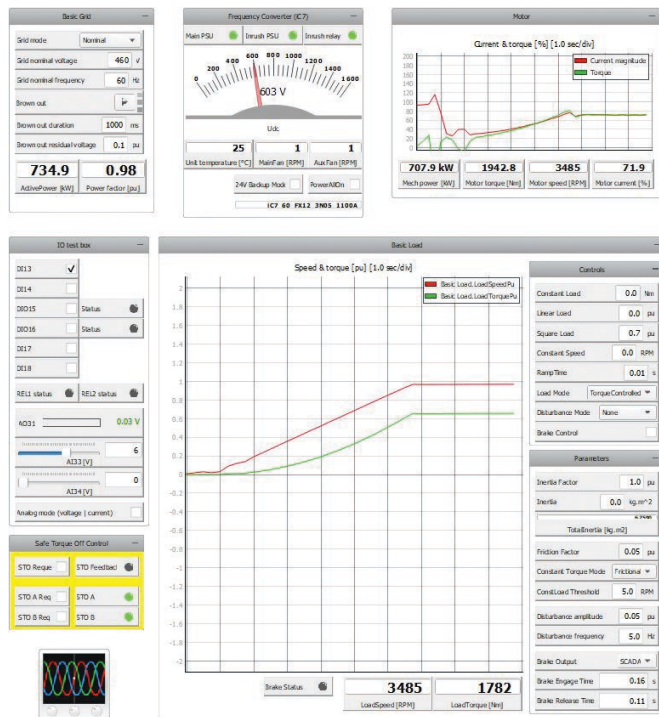 Basic Grid
Grid mode Nominal
Grid nominal voltage 460 V
Grid nominal frequency 60 Hz
Brown out
Brown out duration 1000 ms
Brown out residual voltage 0.1 pu
734.9 0.98
ActivePower [kW] Power factor [pu]
Frequency Converter (iC7)
Main PSU Inrush PSU Inrush relay
0 200 400 600 800 1000 1200 1400 1600
603 V
Udc
25 1 1
Unit temperature [°C] MainFan [RPM] Aux Fan [RPM]
24V Backup Mode PowerAllOn
IC7 60 FX12 3N05 1100A
Motor
Current & torque [%] [1.0 sec/div]
Current magnitude
Torque
200
180
160
140
120
100
80
60
40
20
0
707.9 kW 1942.8 3485 71.9
Mech power [kW] Motor torque [Nm] Motor speed [RPM] Motor current [%]
IO test box
DI13
DI14
DIO15 Status
DIO16 Status
DI17
DI18
REL1 status REL2 status
AO31 0.03 V
6
AI33 [V]
0
AI34 [V]
Analog mode (voltage | current)
Safe Torque Off Control
STO Reque STO Feedbacl
STO A Req STO A
STO B Req STO B
Basic Load
Speed & torque [pu] [1.0 sec/div]
Basic Load.LoadSpeedPu
Basic Load.LoadTorquePu
2
1.8
1.6
1.4
1.2
1
0.8
0.6
0.4
0.2
0.0
-0.2
-0.4
-0.6
-0.8
-1
-1.2
-1.4
-1.6
-1.8
-2
Brake Status 3485 1782
LoadSpeed [RPM] LoadTorque [Nm]
Controls
Constant Load 0.0 Nm
Linear Load 0.0 pu
Square Load 0.7 pu
Constant Speed 0.0 RPM
RampTime 0.01 s
Load Mode TorqueControlled
Disturbance Mode None
Brake Control
Parameters
Inertia Factor 1.0 pu
Inertia 0.0 kg.m^2
TotalInertia [kg.m2]
Friction Factor 0.05 pu
Constant Torque Mode Frictional
ConstLoad Threshold 5.0 RPM
Disturbance amplitude 0.05 pu
Disturbance frequency 5.0 Hz
Brake Output SCADA
Brake Engage Time 0.16 s
Brake Release Time 0.11 s